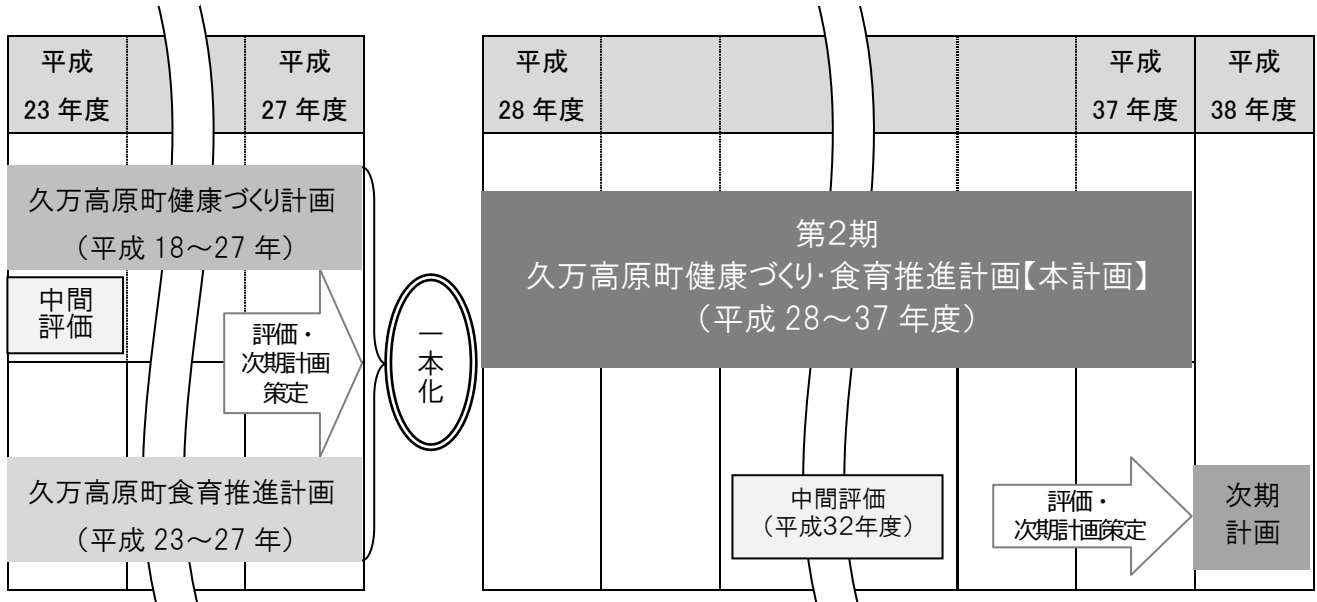 平成
23 年度
平成
27 年度
久万高原町健康づくり計画
（平成 18～27 年）
中間
評価
評価・
次期計画
策定
久万高原町食育推進計画
（平成 23～27 年）
一本化
平成
28 年度
平成
37 年度
平成
38 年度
第2期
久万高原町健康づくり・食育推進計画【本計画】
（平成 28～37 年度）
中間評価
（平成32年度）
評価・
次期計画策定
次期
計画